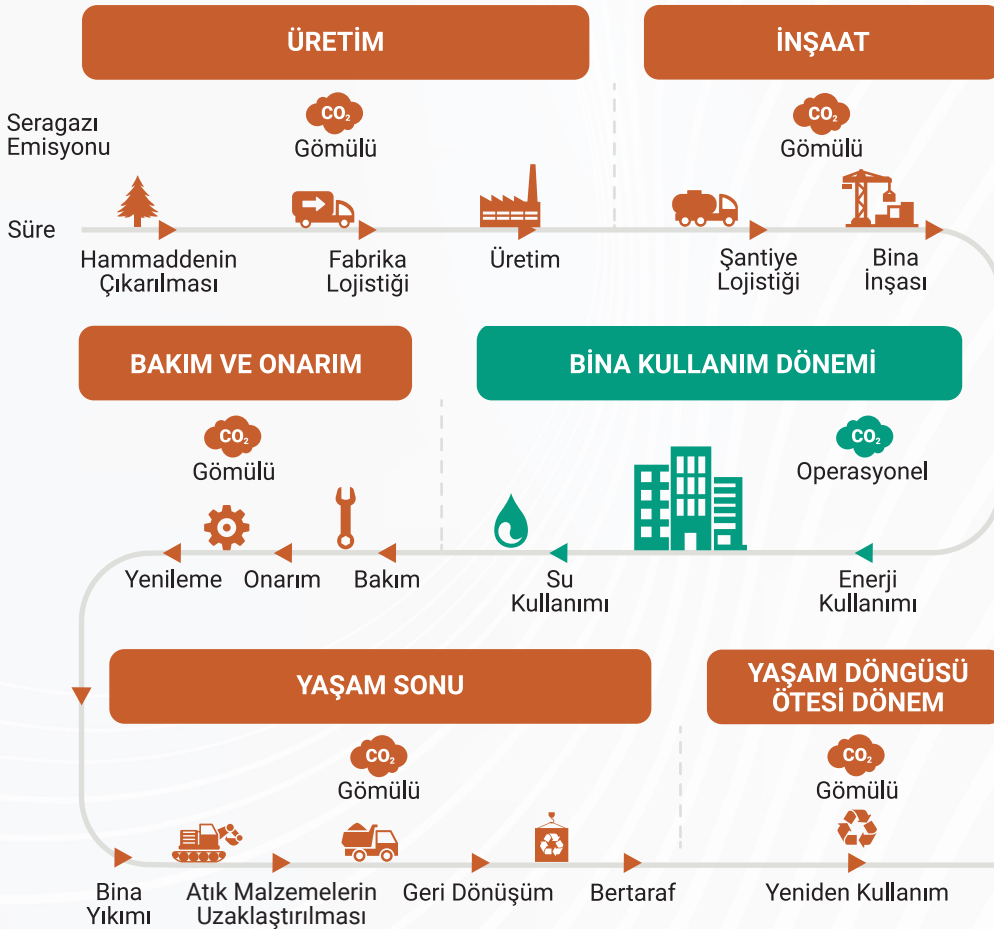 ÜRETİM
İNŞAAT
Seragazı
Emisyonu
CO₂
Gömülü
CO₂
Gömülü
Süre
Hammaddenin
Çıkarılması
Fabrika
Lojistiği
Üretim
Şantiye
Lojistiği
Bina
İnşası
BAKIM VE ONARIM
BİNA KULLANIM DÖNEMİ
CO₂
Gömülü
CO₂
Operasyonel
Yenileme
Onarım
Bakım
Su
Kullanımı
Enerji
Kullanımı
YAŞAM SONU
YAŞAM DÖNGÜSÜ
ÖTESİ DÖNEM
CO₂
Gömülü
CO₂
Gömülü
Bina
Yıkımı
Atık Malzemelerin
Uzaklaştırılması
Geri Dönüşüm
Bertaraf
Yeniden Kullanım